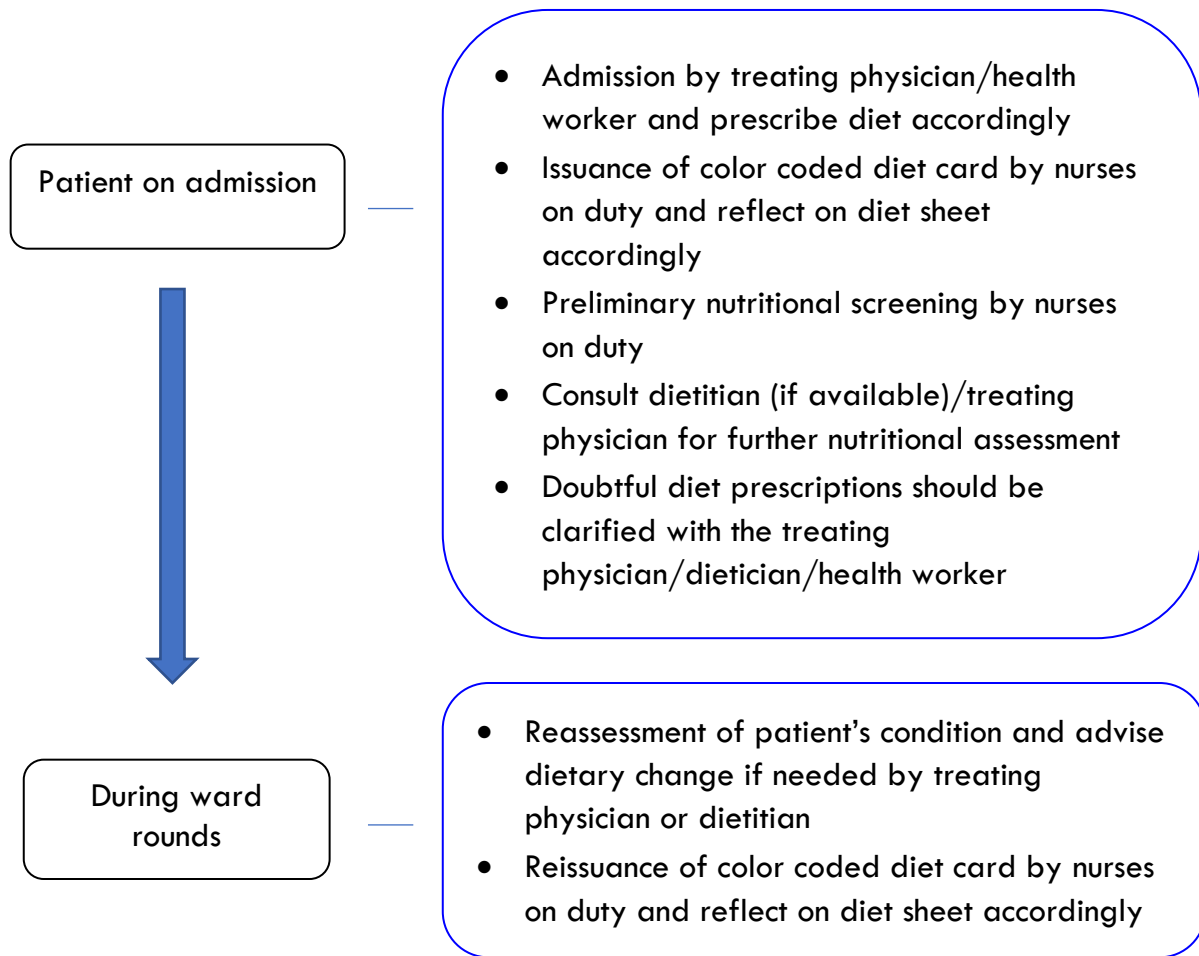 Patient on admission
• Admission by treating physician/health
worker and prescribe diet accordingly
• Issuance of color coded diet card by nurses
on duty and reflect on diet sheet
accordingly
• Preliminary nutritional screening by nurses
on duty
• Consult dietitian (if available)/treating
physician for further nutritional assessment
• Doubtful diet prescriptions should be
clarified with the treating
physician/dietician/health worker
During ward
rounds
• Reassessment of patient’s condition and advise
dietary change if needed by treating
physician or dietitian
• Reissuance of color coded diet card by nurses
on duty and reflect on diet sheet accordingly